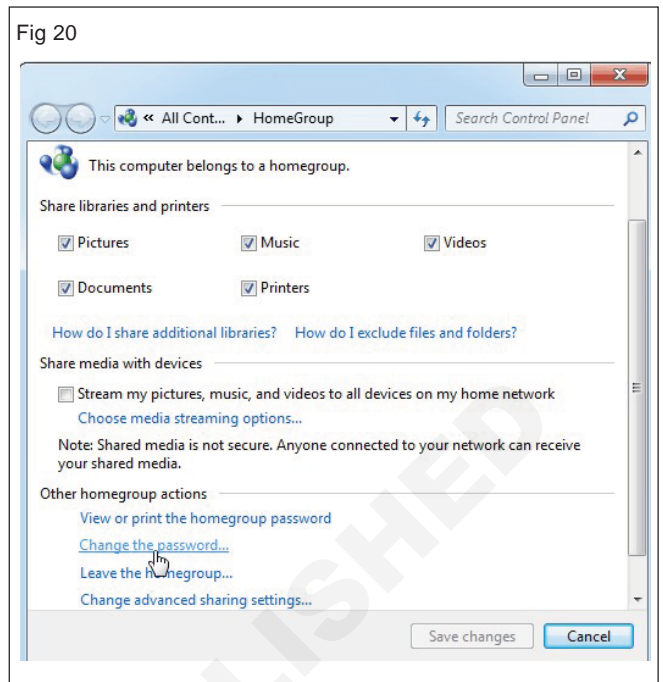 Fig 20
« All Cont... ▸ HomeGroup Search Control Panel
This computer belongs to a homegroup.
Share libraries and printers
Pictures Music Videos
Documents Printers
How do I share additional libraries? How do I exclude files and folders?
Share media with devices
Stream my pictures, music, and videos to all devices on my home network
Choose media streaming options...
Note: Shared media is not secure. Anyone connected to your network can receive
your shared media.
Other homegroup actions
View or print the homegroup password
Change the password...
Leave the homegroup...
Change advanced sharing settings...
Save changes Cancel
LISHED